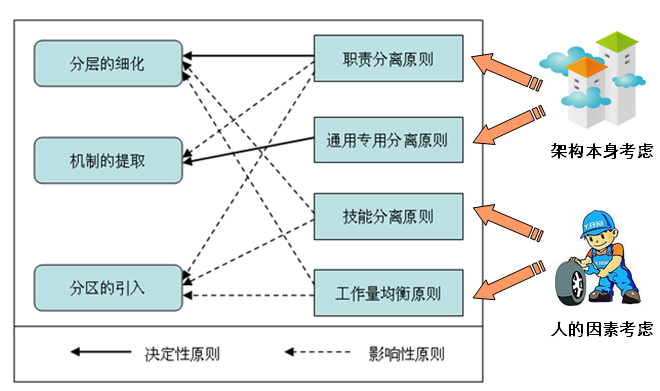 分层的细化
职责分离原则
机制的提取
通用专用分离原则
架构本身考虑
技能分离原则
分区的引入
工作量均衡原则
人的因素考虑
决定性原则
影响性原则